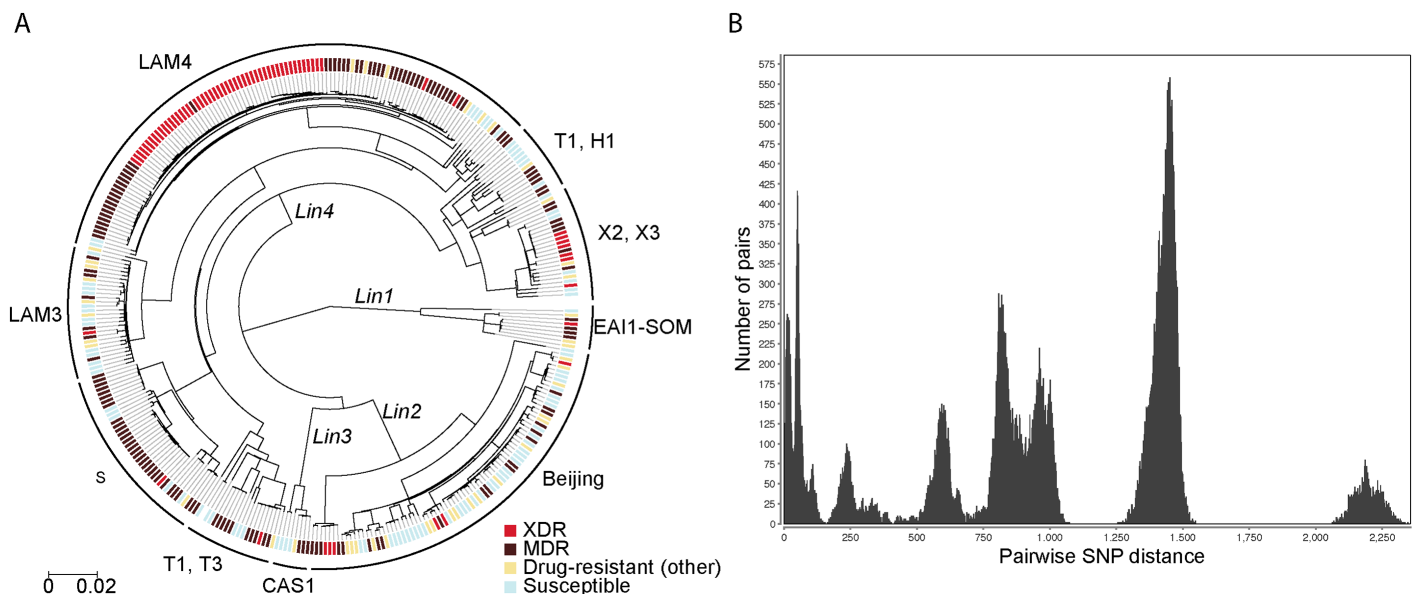 A
LAM4
T1, H1
X2, X3
EAI1-SOM
Beijing
CAS1
T1, T3
S
LAM3
Lin4
Lin1
Lin2
Lin3
XDR
MDR
Drug-resistant (other)
Susceptible
0 0.02
B
Number of pairs
575
550
525
500
475
450
425
400
375
350
325
300
275
250
225
200
175
150
125
100
75
50
25
0
0 250 500 750 1.000 1.250 1.500 1,750 2.000 2,250
Pairwise SNP distance